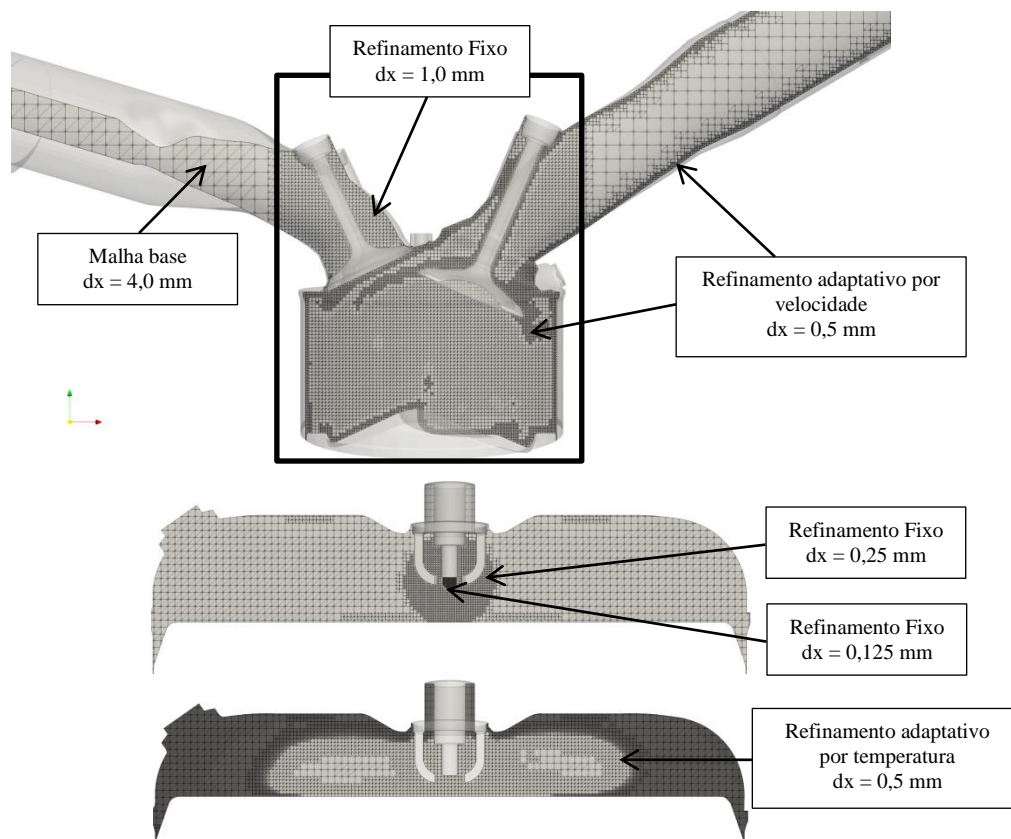 Refinamento Fixo
dx = 1,0 mm
Malha base
dx = 4,0 mm
Refinamento adaptativo por
velocidade
dx = 0,5 mm
Refinamento Fixo
dx = 0,25 mm
Refinamento Fixo
dx = 0,125 mm
Refinamento adaptativo
por temperatura
dx = 0,5 mm